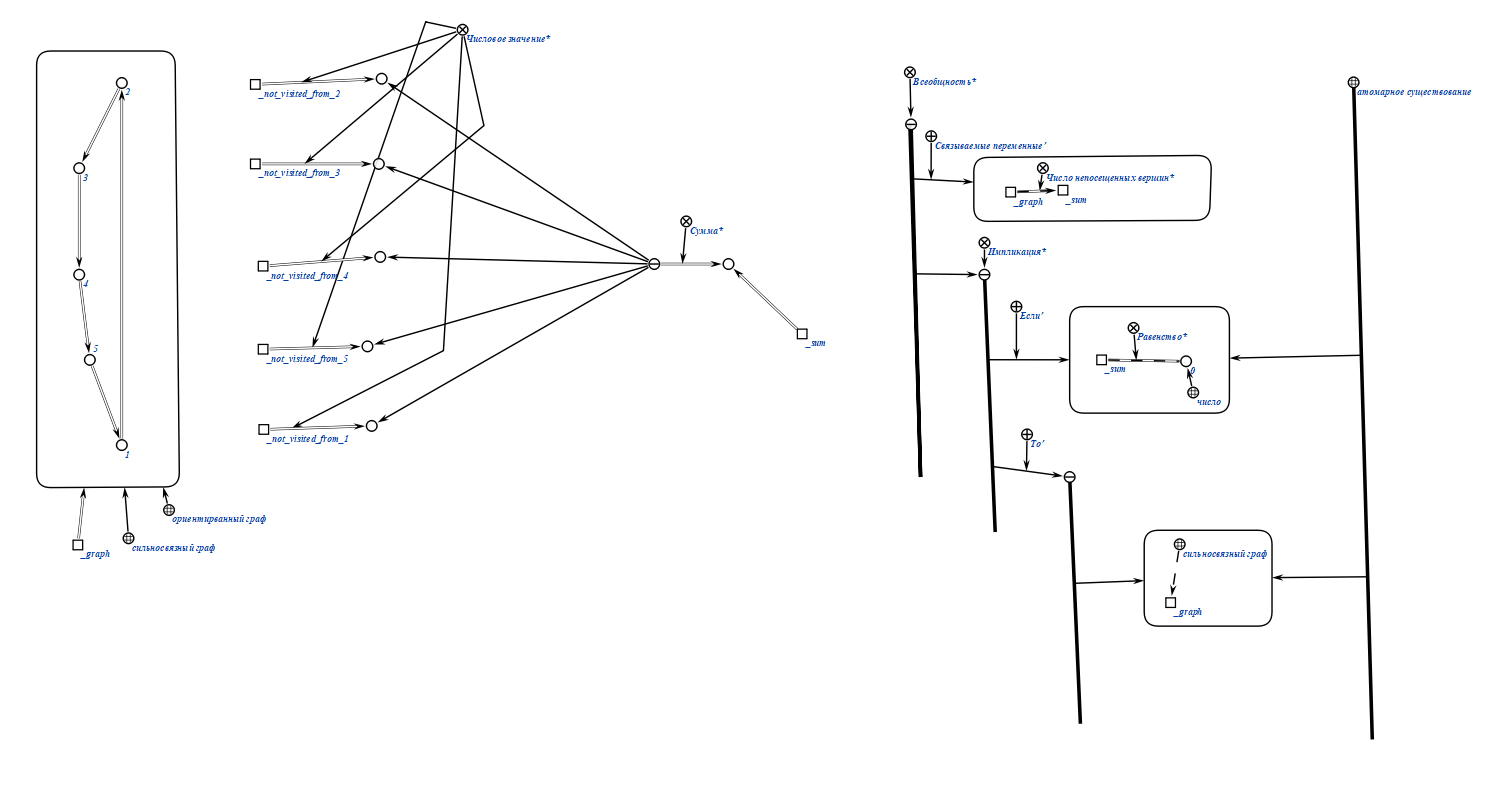 2
3
4
5
1
_graph
сильносвязный граф
ориентирванный граф
Числовое значение*
_not_visited_from_2
_not_visited_from_3
_not_visited_from_4
_not_visited_from_5
_not_visited_from_1
Сумма*
_sum
Всеобщность*
Связываемые переменные'
Число непосещенных вершин*
_graph
_sum
Импликация*
Если'
Равенство*
_sum
0
число
То'
сильносвязный граф
_graph
атомарное существование